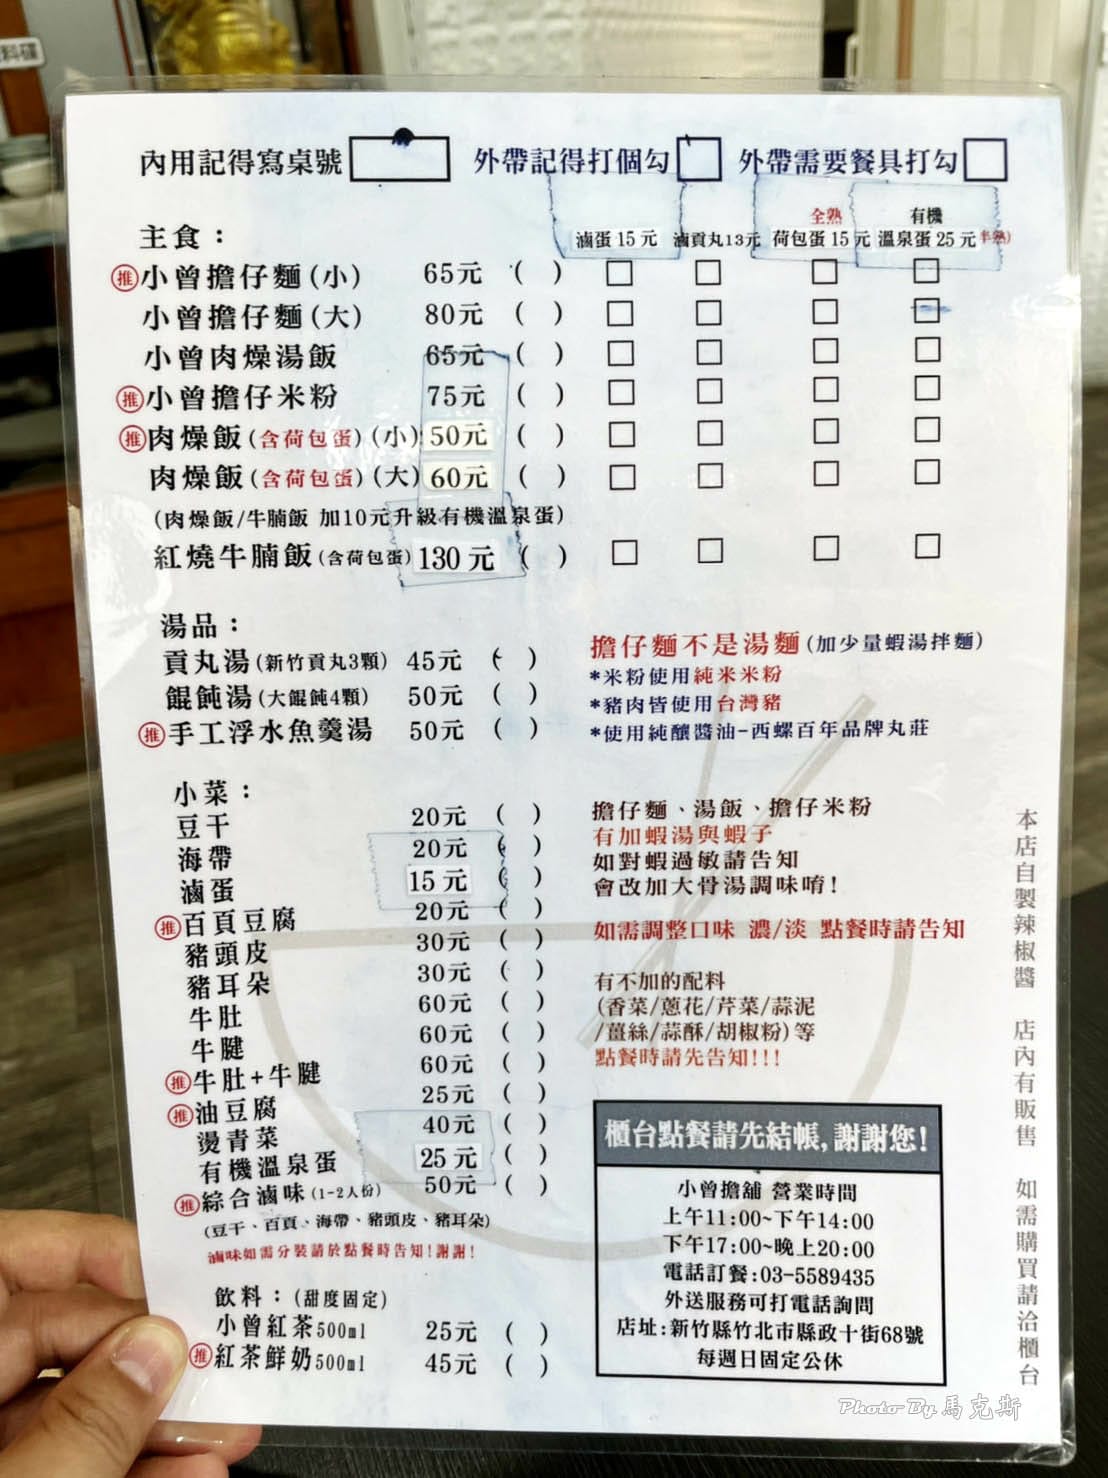 料碟
內用記得寫桌號 外帶記得打個勾 外帶需要餐具打勾
主食：
滷蛋 15 元 滷貢丸13元 全熟 荷包蛋 15 元 有機 溫泉蛋 25 元 半熟)
推 小曾擔仔麵(小) 65元 ( )
小曾擔仔麵(大) 80元 ( )
小曾肉燥湯飯 65元 ( )
推 小曾擔仔米粉 75元 ( )
推 肉燥飯(含荷包蛋)(小) 50元 ( )
肉燥飯(含荷包蛋)(大) 60元 ( )
(肉燥飯/牛腩飯 加10元升級有機溫泉蛋)
紅燒牛腩飯(含荷包蛋) 130 元 ( )
湯品：
貢丸湯(新竹貢丸3顆) 45元 ( )
餛飩湯(大餛飩4顆) 50元 ( )
推 手工浮水魚羹湯 50元 ( )
擔仔麵不是湯麵(加少量蝦湯拌麵)
*米粉使用純米米粉
*豬肉皆使用台灣豬
*使用純釀醬油-西螺百年品牌丸莊
小菜：
豆干 20元 ( )
海帶 20元 ( )
滷蛋 15 元 ( )
推 百頁豆腐 20元 ( )
豬頭皮 30元 ( )
豬耳朵 30元 ( )
牛肚 60元 ( )
牛腱 60元 ( )
推 牛肚+牛腱 60元 ( )
推 油豆腐 25元 ( )
燙青菜 40元 ( )
有機溫泉蛋 25 元 ( )
推 綜合滷味(1-2人份) 50元 ( )
(豆干、百頁、海帶、豬頭皮、豬耳朵)
滷味如需分裝請於點餐時告知!謝謝!
飲料：(甜度固定)
小曾紅茶500ml 25元 ( )
推 紅茶鮮奶500ml 45元 ( )
擔仔麵、湯飯、擔仔米粉
有加蝦湯與蝦子
如對蝦過敏請告知
會改加大骨湯調味唷!
如需調整口味 濃/淡 點餐時請告知
有不加的配料
(香菜/蔥花/芹菜/蒜泥
/薑絲/蒜酥/胡椒粉)等
點餐時請先告知!!!
櫃台點餐請先結帳,謝謝您!
小曾擔舖 營業時間
上午11:00~下午14:00
下午17:00~晚上20:00
電話訂餐:03-5589435
外送服務可打電話詢問
店址:新竹縣竹北市縣政十街68號
每週日固定公休
本店自製辣椒醬 店內有販售 如需購買請洽櫃台
Photo By 馬克斯